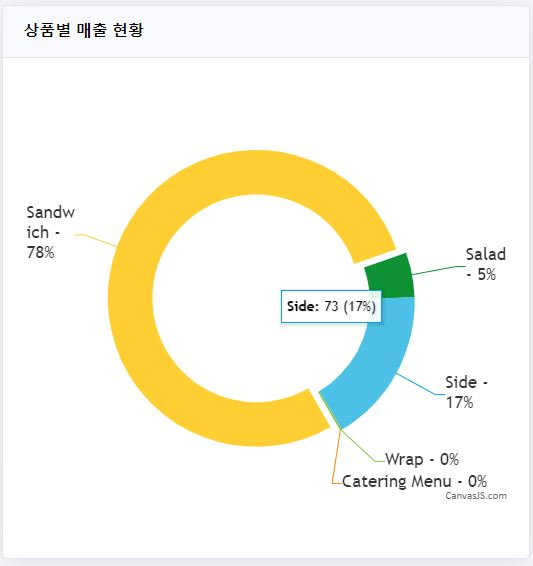 상품별 매출 현황
Sandw
ich -
78%
Salad
- 5%
Side: 73 (17%)
Side -
17%
Wrap - 0%
Catering Menu - 0%
CanvasJS.com